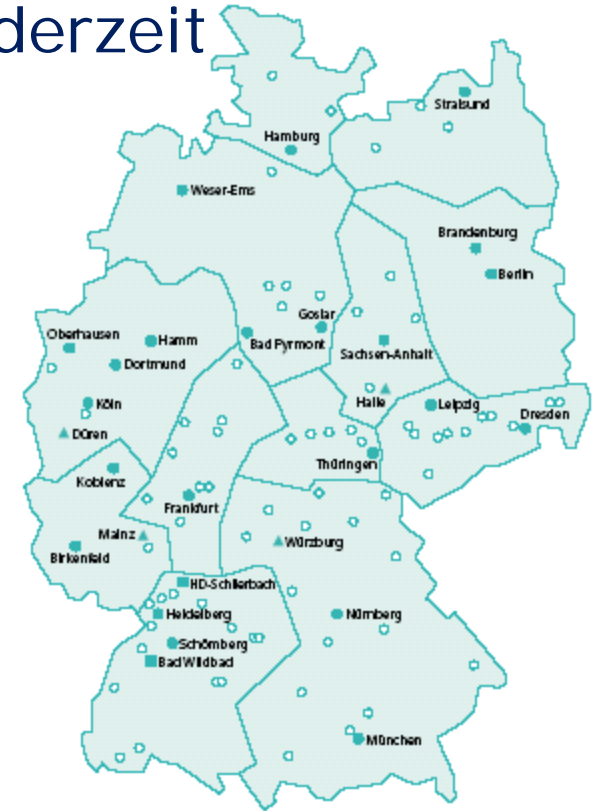 derzeit
Stralsund
Hamburg
Weser-Ems
Brandenburg
Berlin
Goslar
Bad Pyrmont
Oberhausen
Hamm
Sachsen-Anhalt
Dortmund
Halle
Köln
Leipzig
Dresden
Düren
Thüringen
Koblenz
Frankfurt
Mainz
Würzburg
Birkenfeld
HD-Schlierbach
Heidelberg
Nürnberg
Schömberg
Bad Wildbad
München